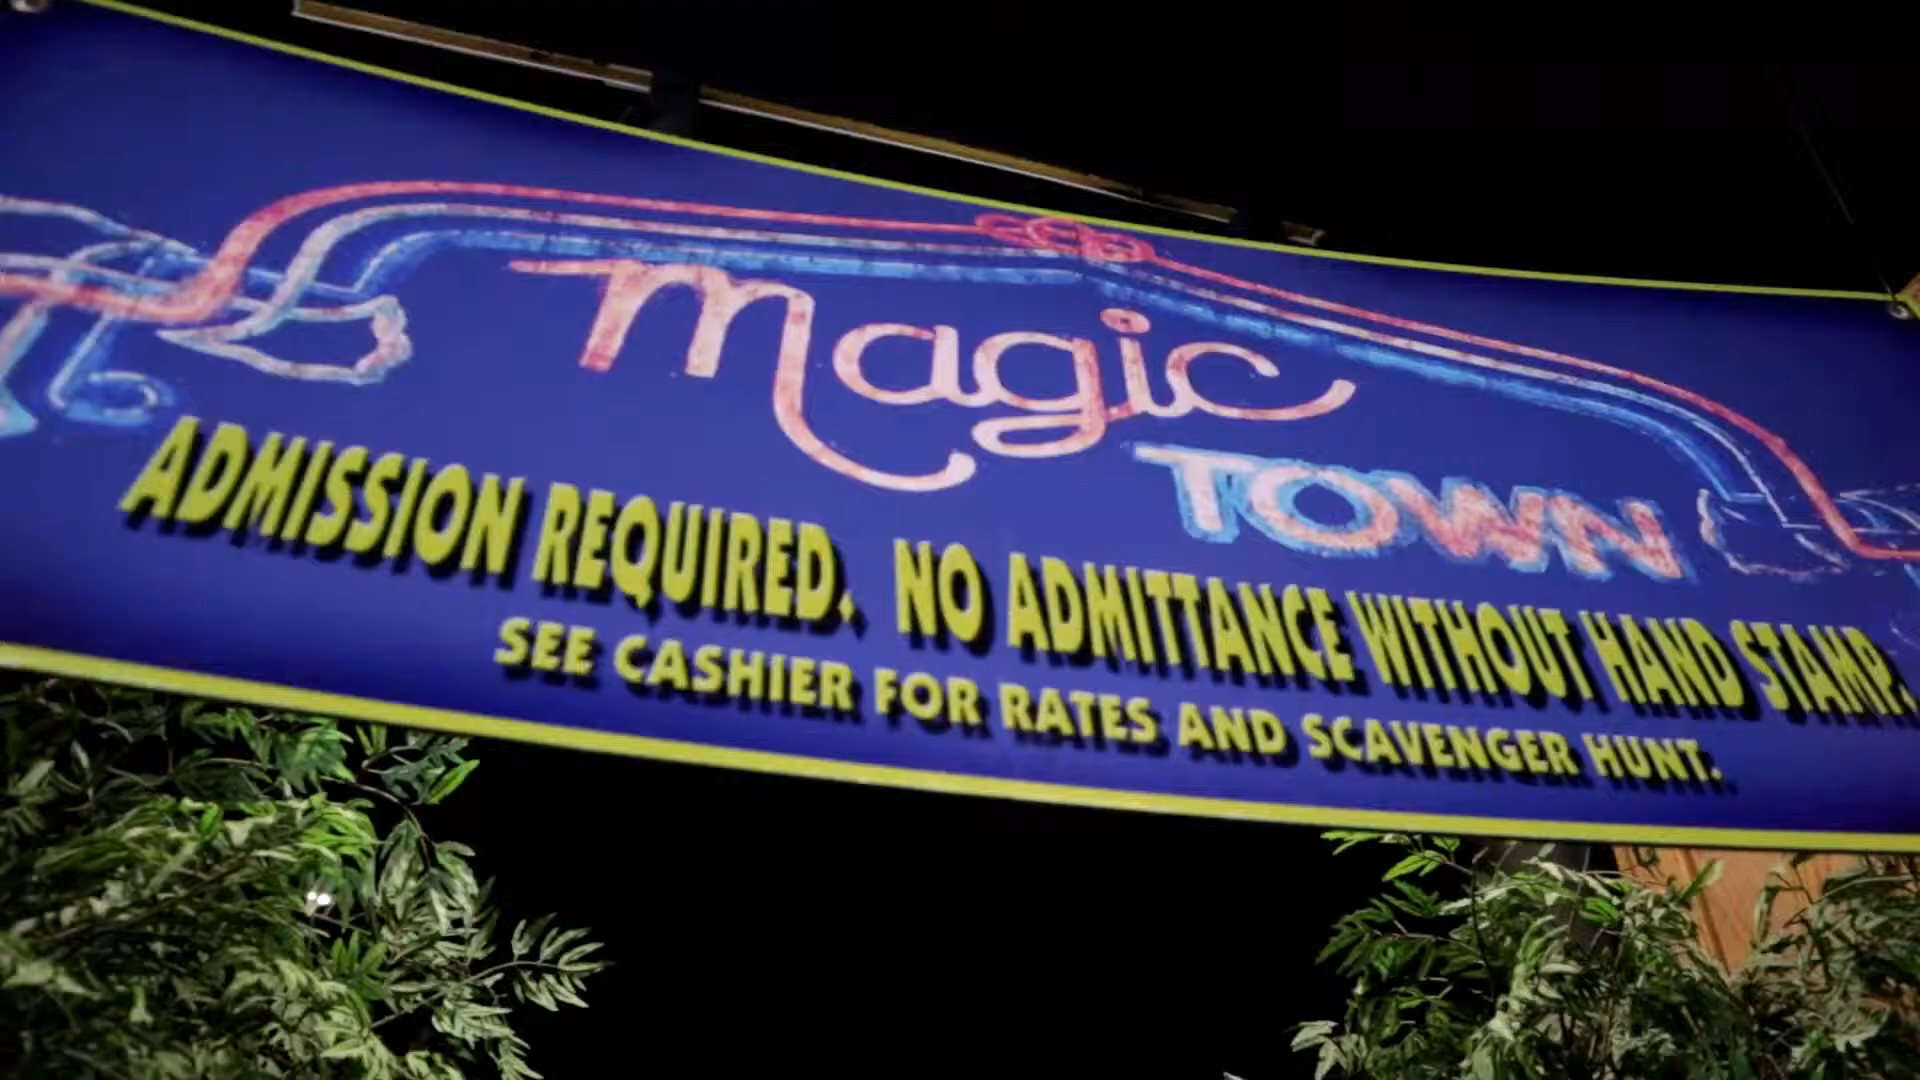 Magic
TOWN
ADMISSION REQUIRED. NO ADMITTANCE WITHOUT HAND STAMP.
SEE CASHIER FOR RATES AND SCAVENGER HUNT.